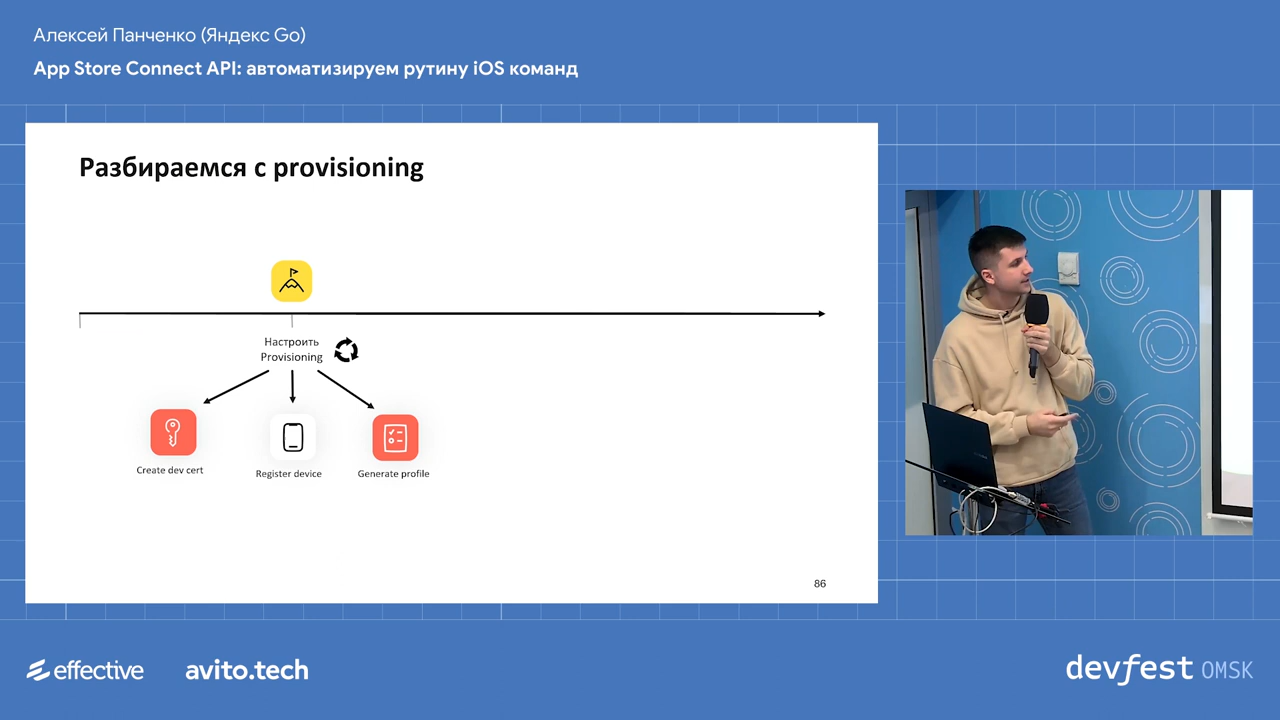 Алексей Панченко (Яндекс Go)
App Store Connect API: автоматизируем рутину iOS команд
Разбираемся с provisioning
Настроить
Provisioning
Create dev cert
Register device
Generate profile
86
effective
avito.tech
devfest OMSK